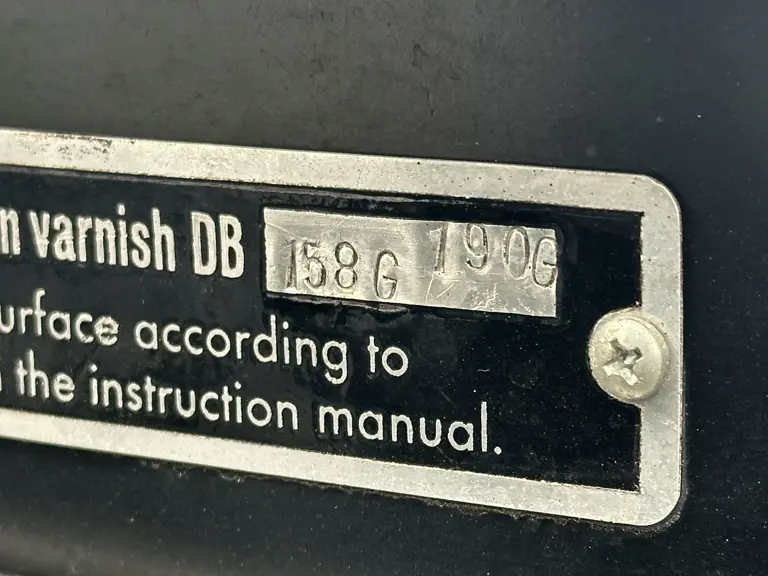 n varnish DB 158G 190G
urface according to
the instruction manual.